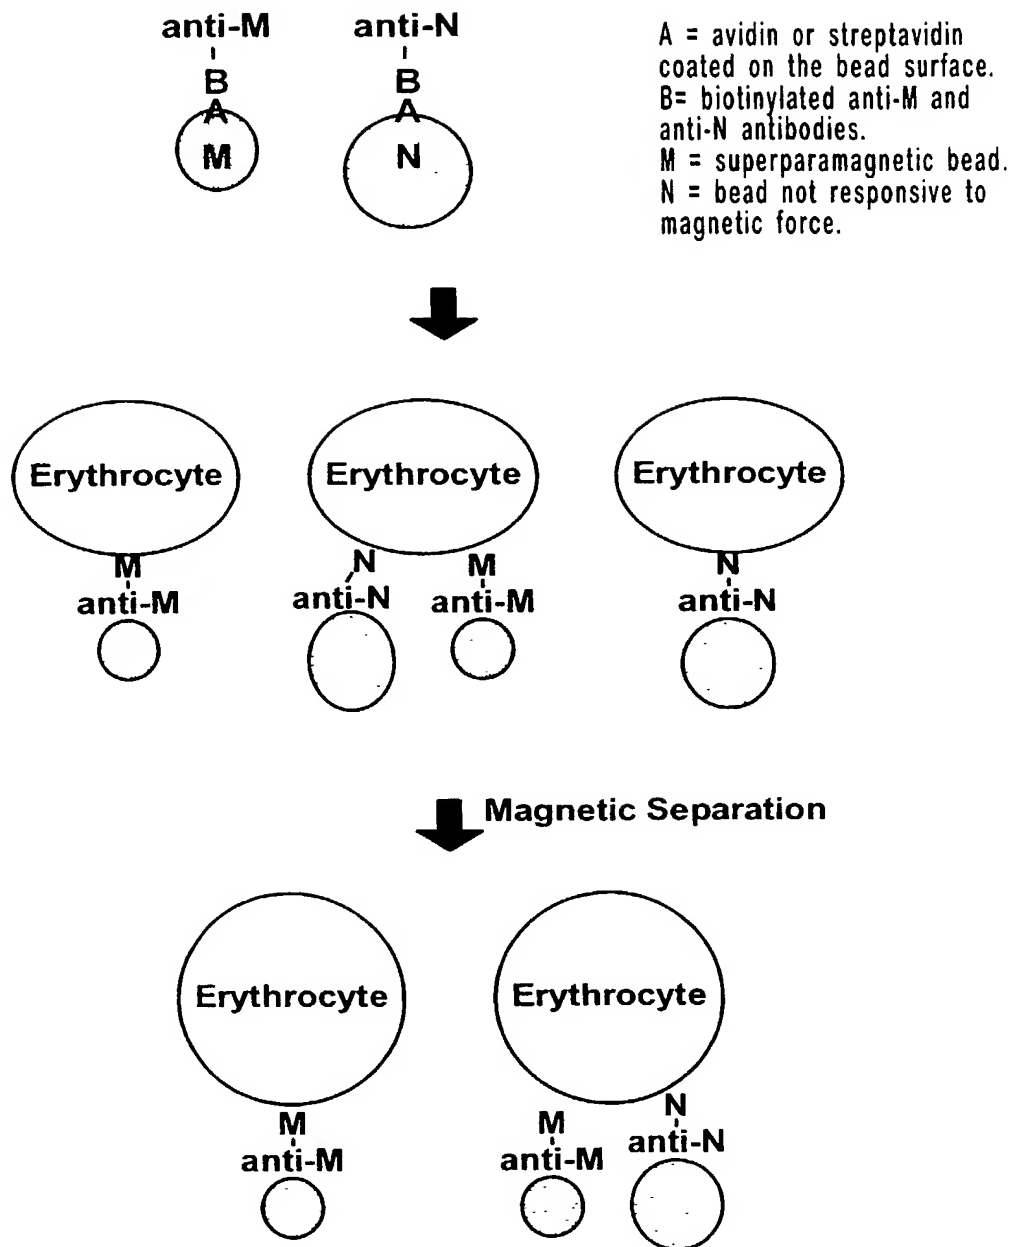 anti-M anti-N
B B
A A
M N
A = avidin or streptavidin
coated on the bead surface.
B= biotinylated anti-M and
anti-N antibodies.
M = superparamagnetic bead.
N = bead not responsive to
magnetic force.
Erythrocyte Erythrocyte Erythrocyte
M N M N
anti-M anti-N anti-M anti-N
Magnetic Separation
Erythrocyte Erythrocyte
M M N
anti-M anti-M anti-N